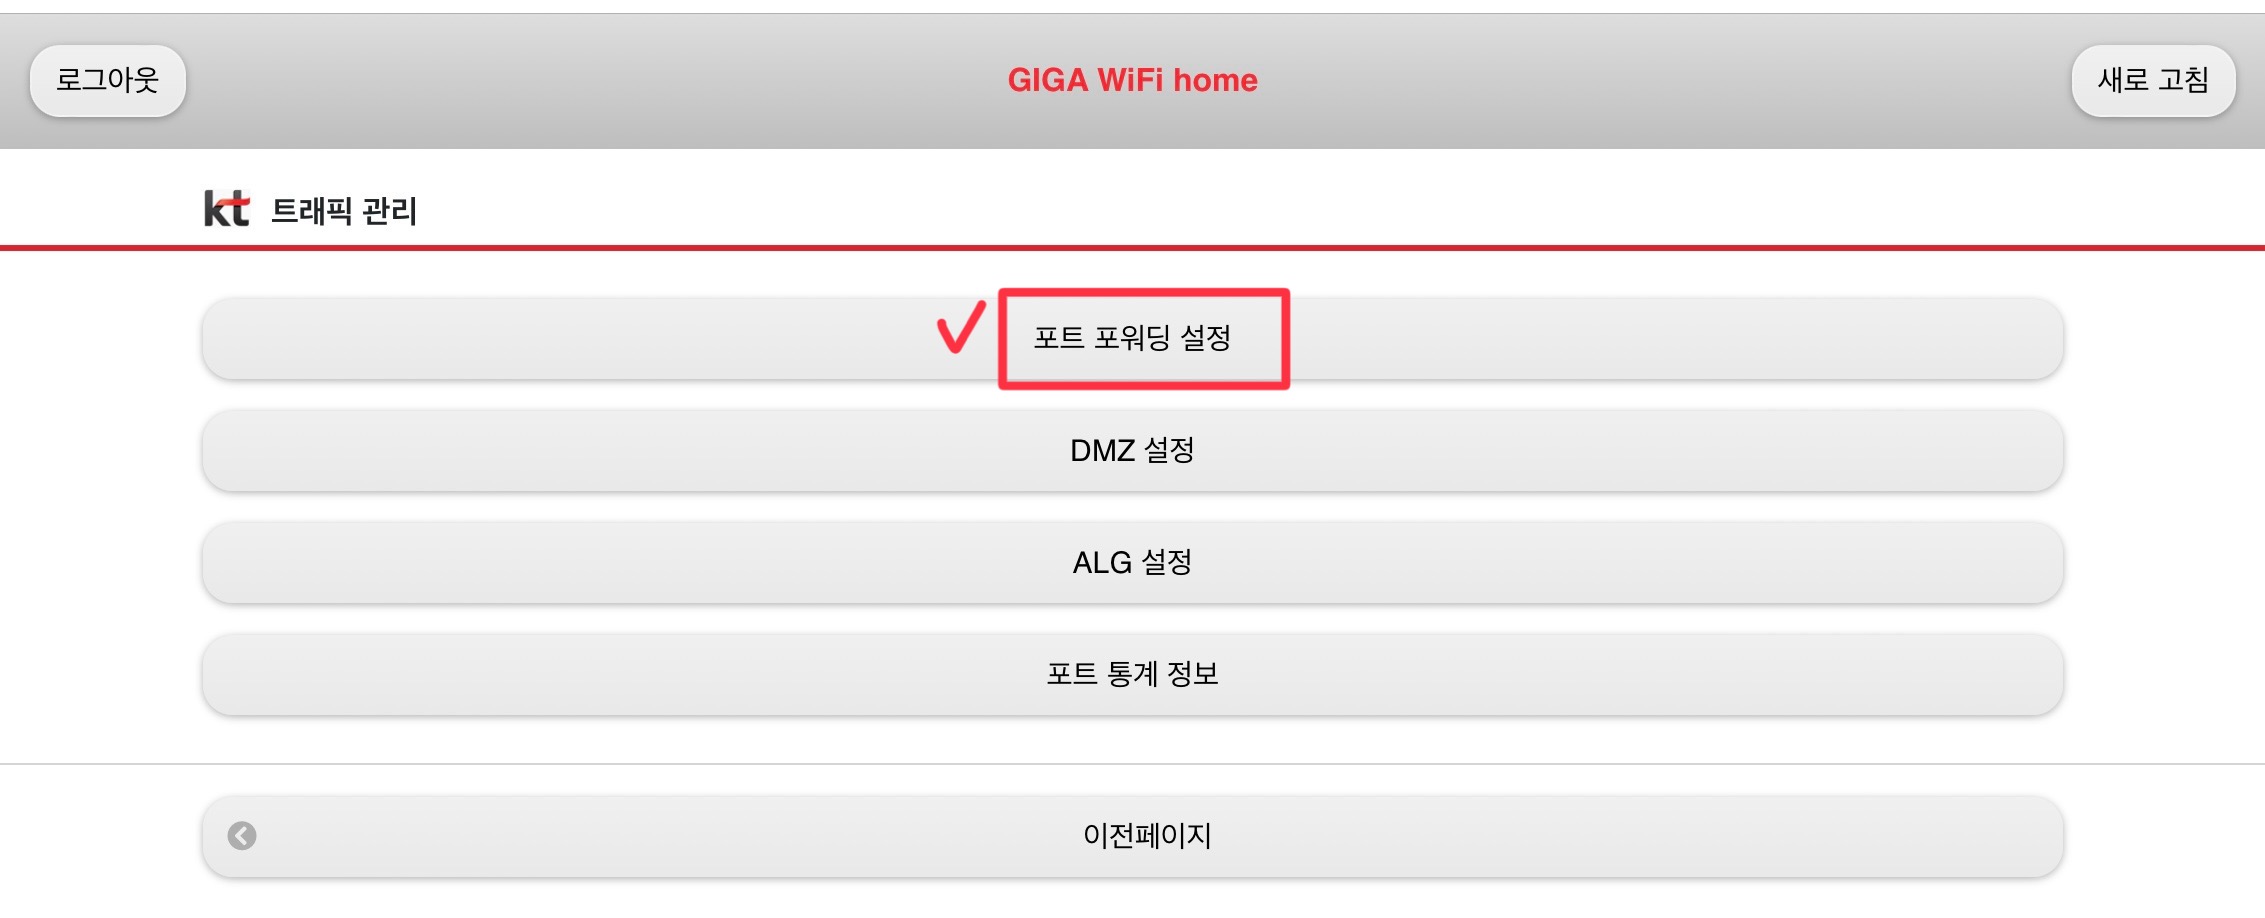 로그아웃
GIGA WiFi home
새로 고침
kt 트래픽 관리
포트 포워딩 설정
DMZ 설정
ALG 설정
포트 통계 정보
이전페이지